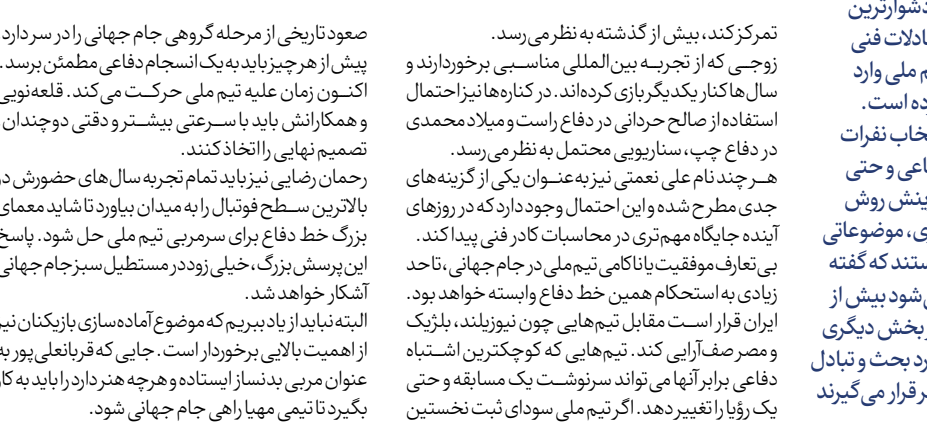 دشوارترین
ادلات فنی
م ملی وارد
ده است.
خاب نفرات
اعی و حتی
ینش روش
ی، موضوعاتی
ستند که گفته
ی‌شود بیش از
ر بخش دیگری
رد بحث و تبادل
ر قرار می‌گیرند
تمرکز کند، بیش از گذشته به نظر می‌رسد.
زوجی که از تجربه بین‌المللی مناسبی برخوردارند و
سال‌ها کنار یکدیگر بازی کرده‌اند. در کناره‌ها نیز احتمال
استفاده از صالح حردانی در دفاع راست و میلاد محمدی
در دفاع چپ، سناریویی محتمل به نظر می‌رسد.
هر چند نام علی نعمتی نیز به‌عنوان یکی از گزینه‌های
جدی مطرح شده و این احتمال وجود دارد که در روزهای
آینده جایگاه مهم‌تری در محاسبات کادر فنی پیدا کند.
بی‌تعارف موفقیت یا ناکامی تیم‌ملی در جام جهانی، تا حد
زیادی به استحکام همین خط دفاع وابسته خواهد بود.
ایران قرار است مقابل تیم‌هایی چون نیوزیلند، بلژیک
و مصر صف‌آرایی کند. تیم‌هایی که کوچکترین اشتباه
دفاعی برابر آنها می‌تواند سرنوشت یک مسابقه و حتی
یک رؤیا را تغییر دهد. اگر تیم ملی سودای ثبت نخستین
صعود تاریخی از مرحله گروهی جام جهانی را در سر دارد
پیش از هر چیز باید به یک انسجام دفاعی مطمئن برسد.
اکنون زمان علیه تیم ملی حرکت می‌کند. قلعه‌نویی
و همکارانش باید با سرعتی بیشتر و دقتی دوچندان
تصمیم نهایی را اتخاذ کنند.
رحمان رضایی نیز باید تمام تجربه سال‌های حضورش در
بالاترین سطح فوتبال را به میدان بیاورد تا شاید معمای
بزرگ خط دفاع برای سرمربی تیم ملی حل شود. پاسخ
این پرسش بزرگ، خیلی زود در مستطیل سبز جام جهانی
آشکار خواهد شد.
البته نباید از یاد ببریم که موضوع آماده‌سازی بازیکنان نیز
از اهمیت بالایی برخوردار است. جایی که قربانعلی‌پور به
عنوان مربی بدنساز ایستاده و هر چه هنر دارد را باید به کار
بگیرد تا تیمی مهیا راهی جام جهانی شود.